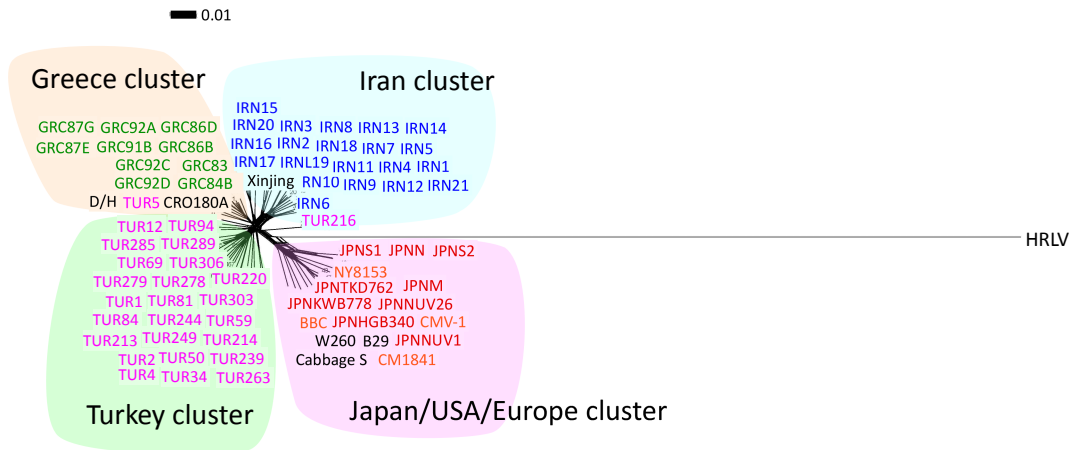 0.01
Greece cluster
Iran cluster
IRN15
GRC87G GRC92A GRC86D
IRN20 IRN3 IRN8 IRN13 IRN14
GRC87E GRC91B GRC86B
IRN16 IRN2 IRN18 IRN7 IRN5
GRC92C GRC83
IRN17 IRNL19 IRN11 IRN4 IRN1
GRC92D GRC84B
Xinjing RN10 IRN9 IRN12 IRN21
D/H TUR5 CRO180A
IRN6
TUR216
TUR12 TUR94
TUR285 TUR289
HRLV
TUR69 TUR306
JPNS1 JPNN JPNS2
TUR279 TUR278 TUR220
NY8153
JPNTKD762 JPNM
TUR1 TUR81 TUR303
JPNKWB778 JPNNUV26
TUR84 TUR244 TUR59
BBC JPNHGB340 CMV-1
TUR213 TUR249 TUR214
W260 B29 JPNNUV1
TUR2 TUR50 TUR239
Cabbage S CM1841
TUR4 TUR34 TUR263
Turkey cluster
Japan/USA/Europe cluster